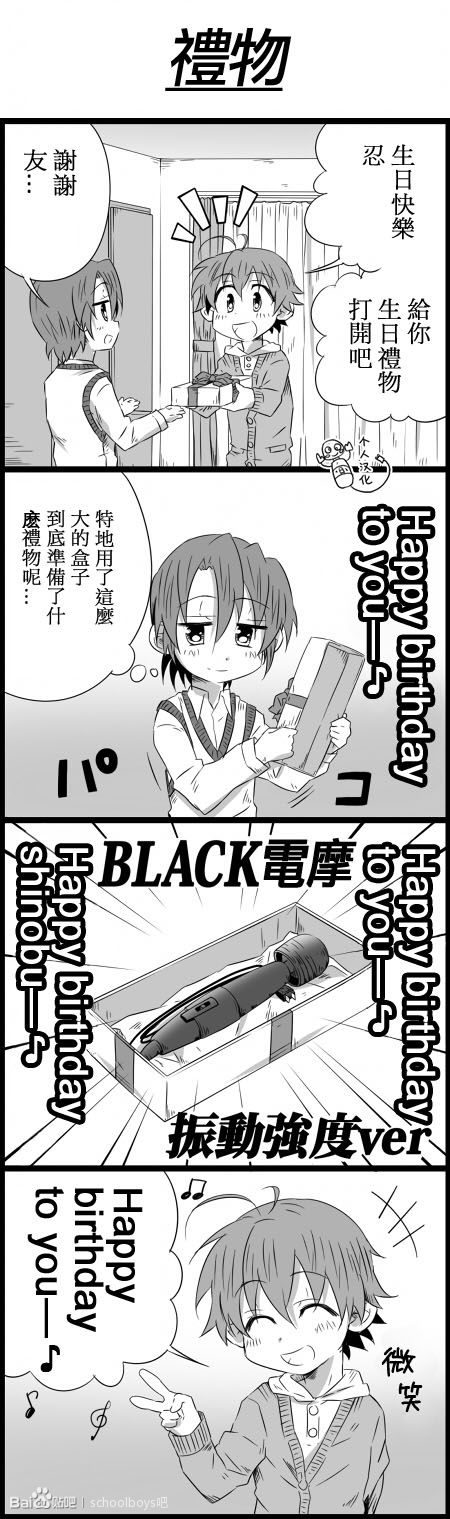 禮物
生日快樂
忍
給你
生日禮物
打開吧
謝謝
友…
个人汉化
Happy birthday
to you—♪
特地用了這麼
大的盒子
到底準備了什
麼禮物呢…
パコ
BLACK電摩
Happy birthday
to you—♪
Happy birthday
shinobu—♪
振動強度ver
Happy
birthday
to you—♪
微笑
Bai贴吧 | schoolboys吧